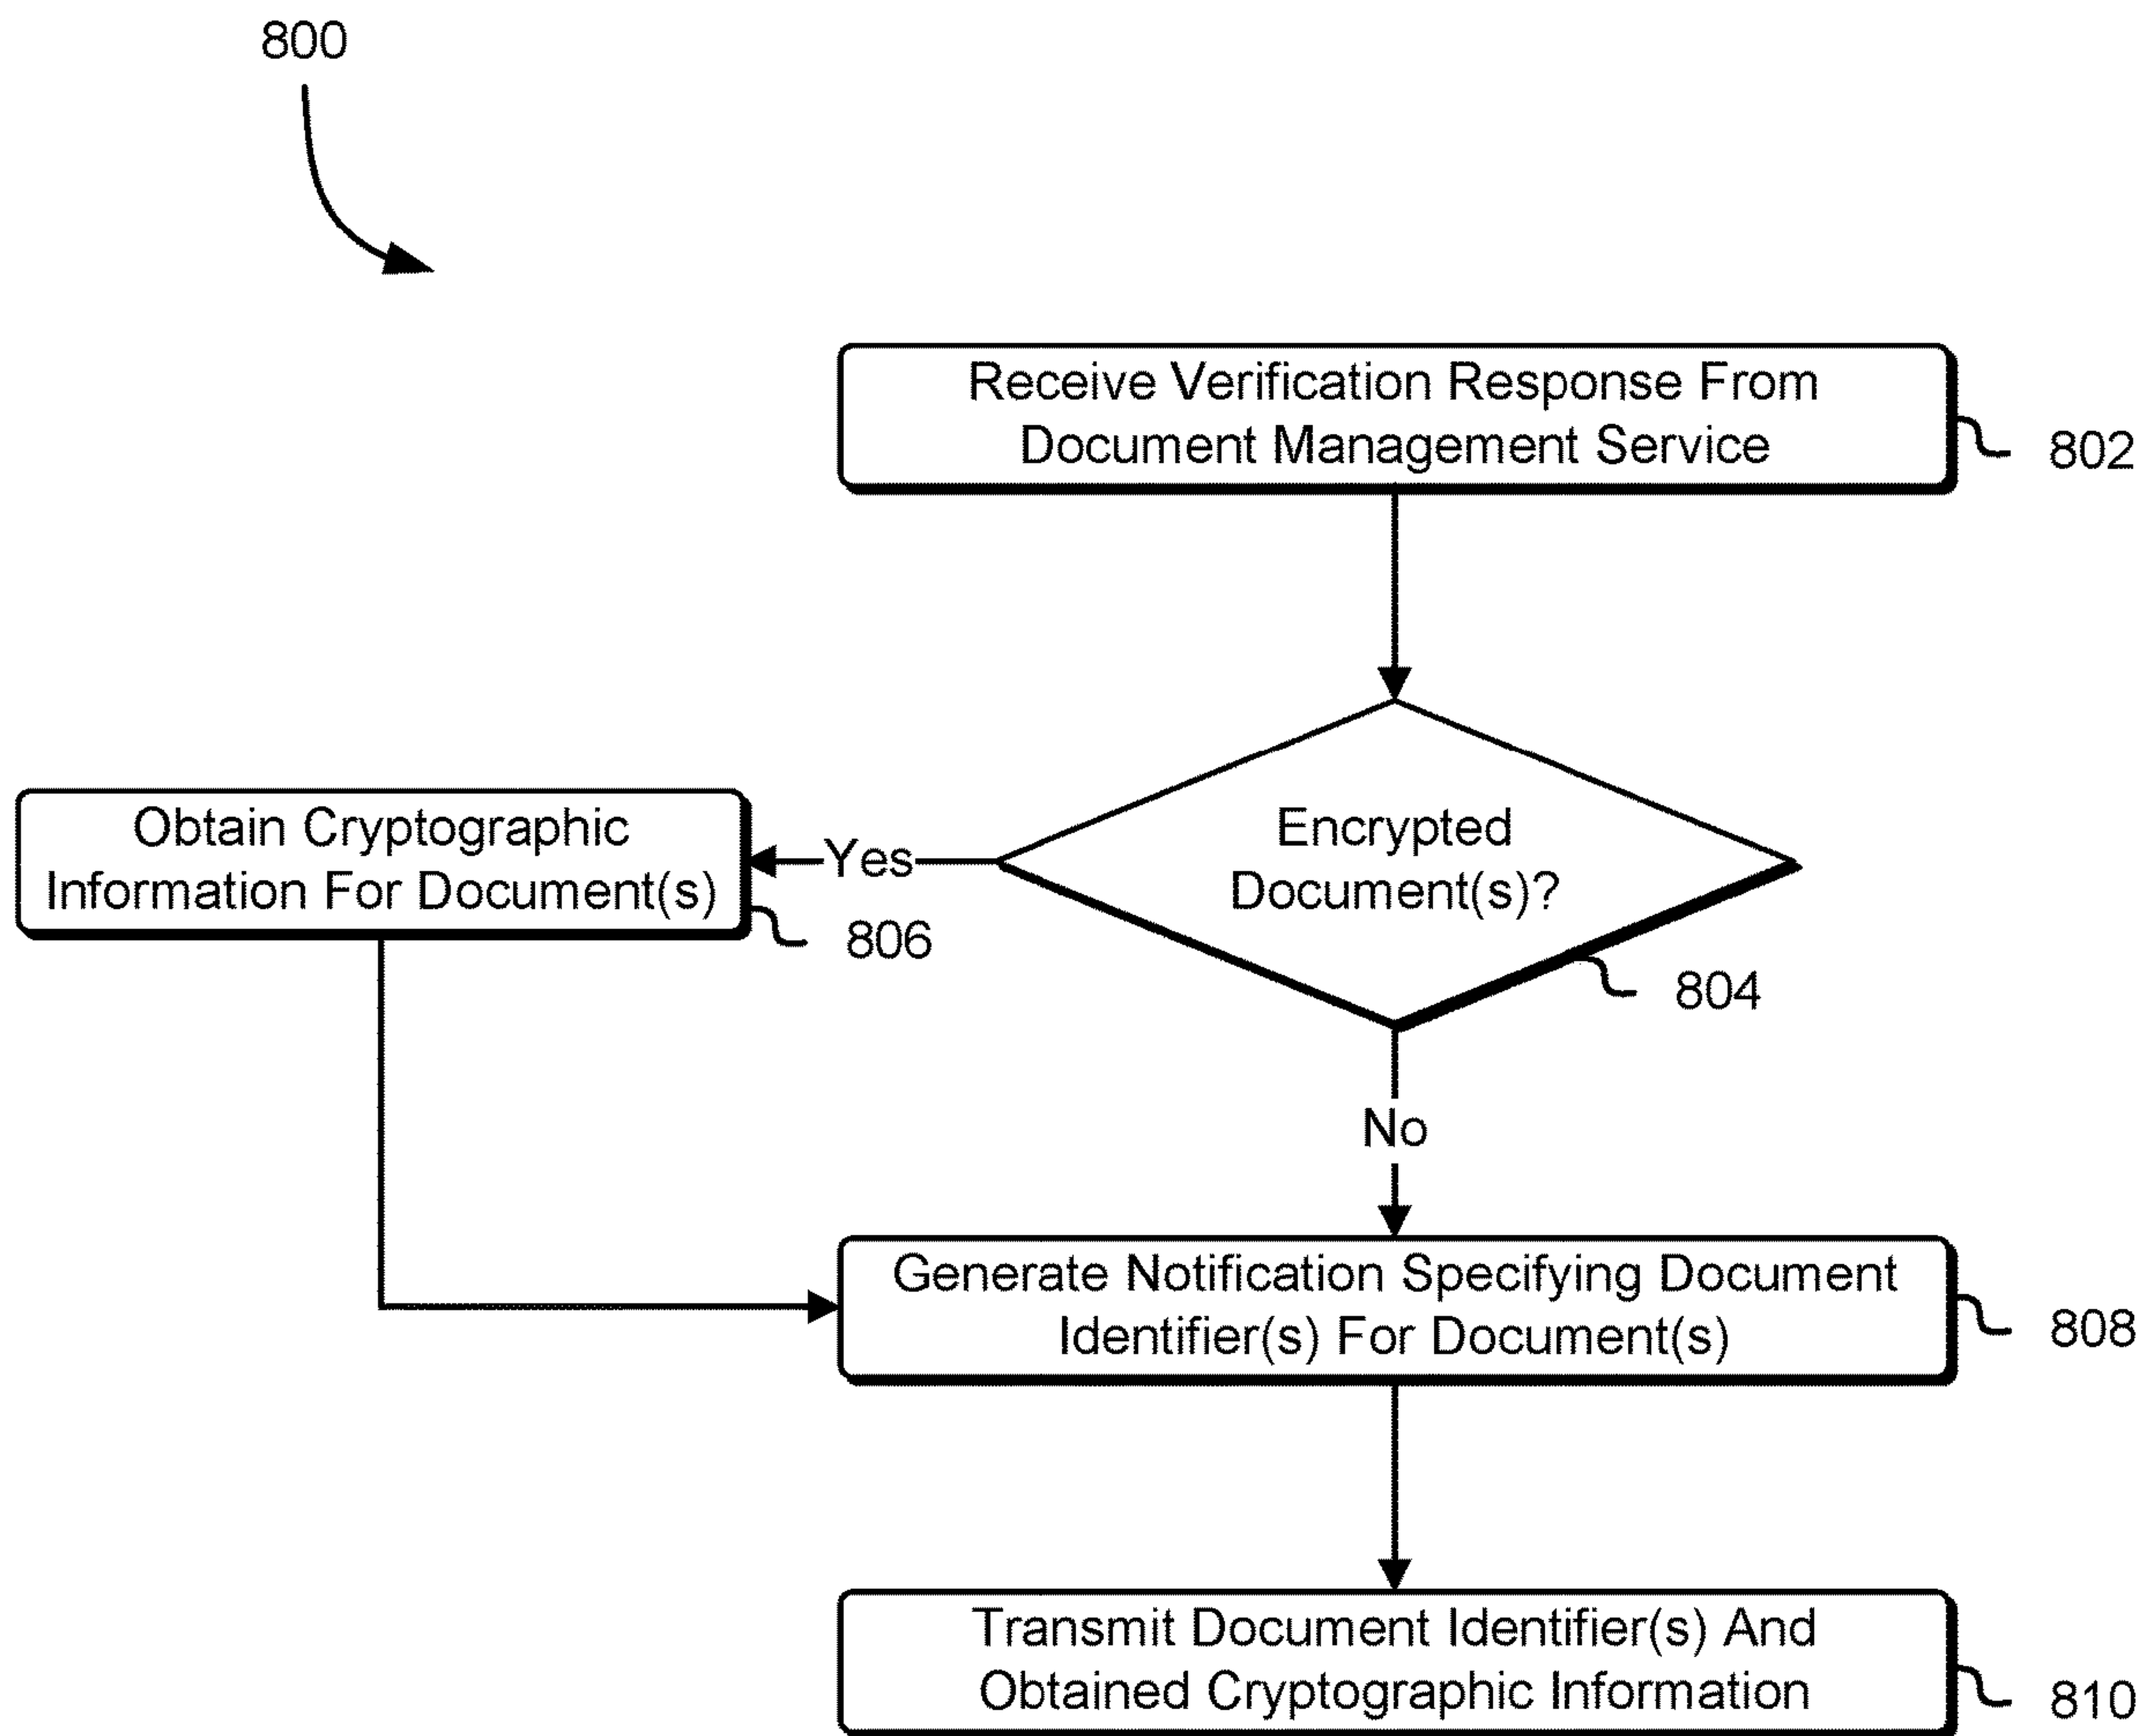 800
Receive Verification Response From
Document Management Service
802
Encrypted
Document(s)?
804
Yes
Obtain Cryptographic
Information For Document(s)
806
No
Generate Notification Specifying Document
Identifier(s) For Document(s)
808
Transmit Document Identifier(s) And
Obtained Cryptographic Information
810